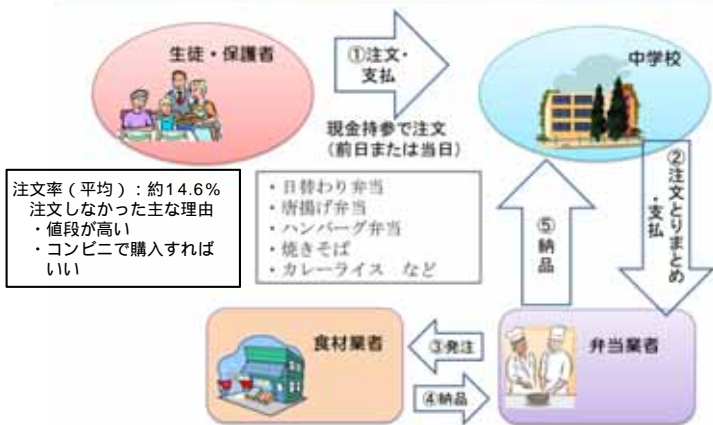 生徒・保護者
①注文・
支払
中学校
現金持参で注文
(前日または当日)
注文率(平均):約14.6%
注文しなかった主な理由
・値段が高い
・コンビニで購入すれば
いい
・日替わり弁当
・唐揚げ弁当
・ハンバーグ弁当
・焼きそば
・カレーライス など
⑤納品
②注文とりまとめ
・支払
食材業者
③発注
④納品
弁当業者